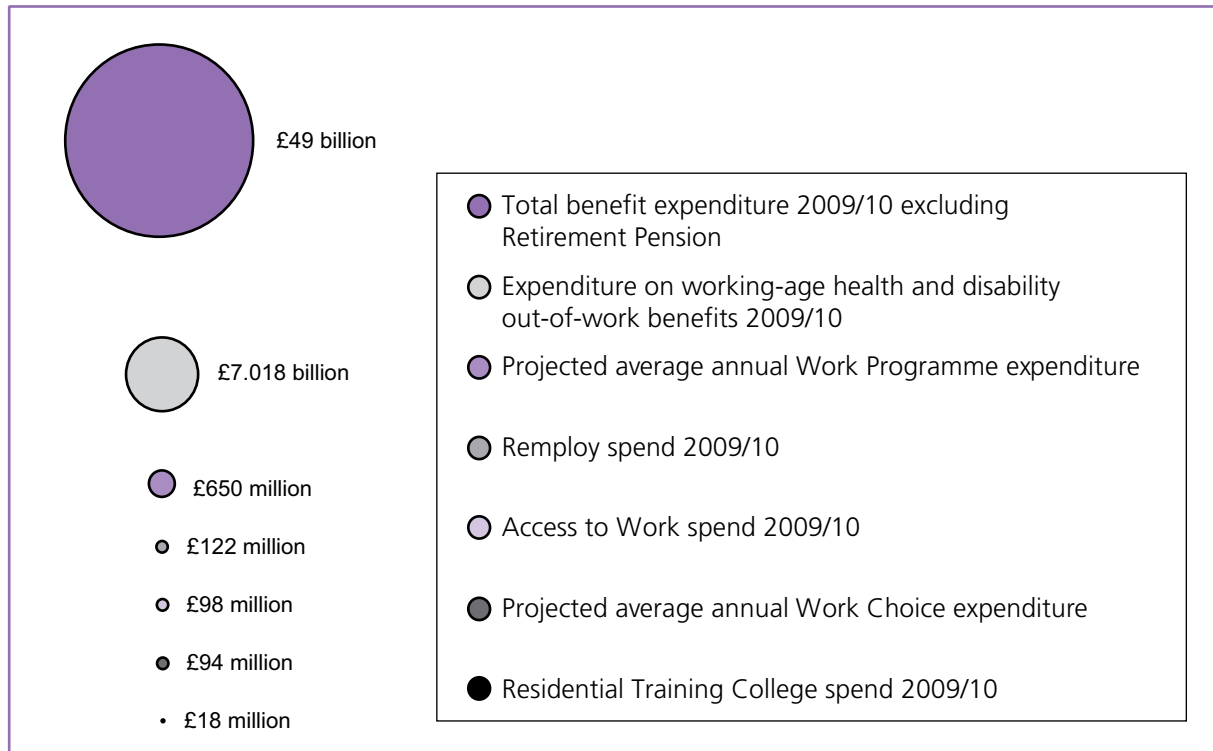 £49 billion
£7.018 billion
£650 million
£122 million
£98 million
£94 million
£18 million
Total benefit expenditure 2009/10 excluding
Retirement Pension
Expenditure on working-age health and disability
out-of-work benefits 2009/10
Projected average annual Work Programme expenditure
Remploy spend 2009/10
Access to Work spend 2009/10
Projected average annual Work Choice expenditure
Residential Training College spend 2009/10